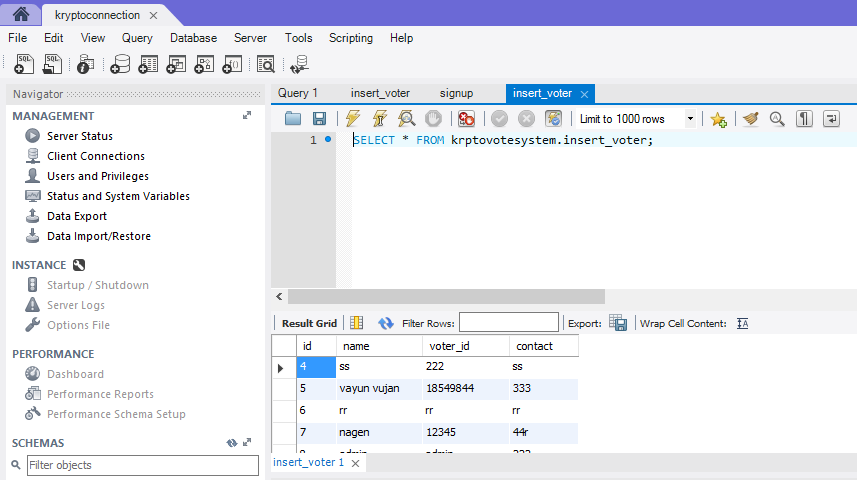 kryptoconnection
File Edit View Query Database Server Tools Scripting Help
Navigator
MANAGEMENT
Server Status
Client Connections
Users and Privileges
Status and System Variables
Data Export
Data Import/Restore
INSTANCE
Startup / Shutdown
Server Logs
Options File
PERFORMANCE
Dashboard
Performance Reports
Performance Schema Setup
SCHEMAS
Filter objects
Query 1 insert_voter signup insert_voter
Limit to 1000 rows
1 SELECT * FROM krptovotesystem.insert_voter;
Result Grid Filter Rows: Export: Wrap Cell Content:
id name voter_id contact
4 ss 222 ss
5 vayun vujan 18549844 333
6 rr rr rr
7 nagen 12345 44r
insert_voter 1